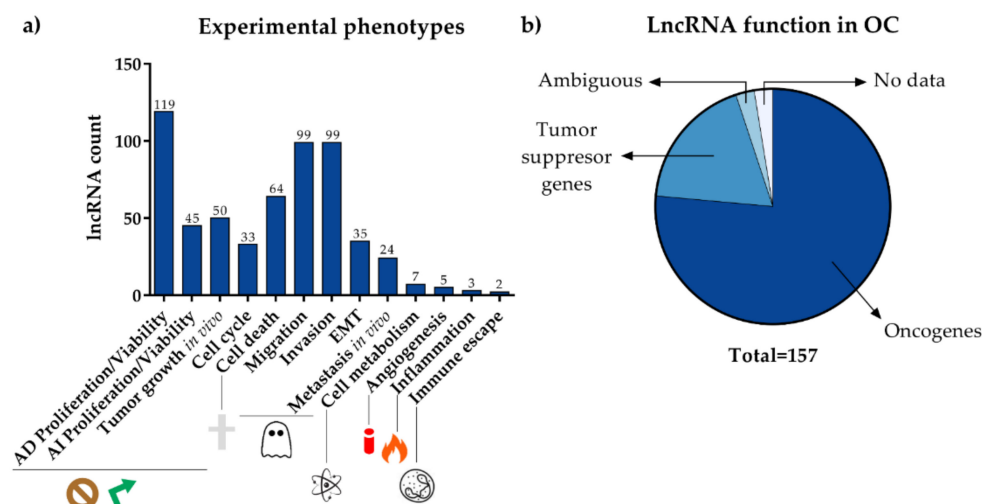 a)
Experimental phenotypes
lncRNA count
150
100
50
0
119
45
50
33
64
99
99
35
24
7
5
3
2
AD Proliferation/Viability
AI Proliferation/Viability
Tumor growth in vivo
Cell cycle
Cell death
Migration
Invasion
EMT
Metastasis in vivo
Cell metabolism
Angiogenesis
Inflammation
Immune escape
b)
LncRNA function in OC
Ambiguous
No data
Tumor
suppresor
genes
Oncogenes
Total=157